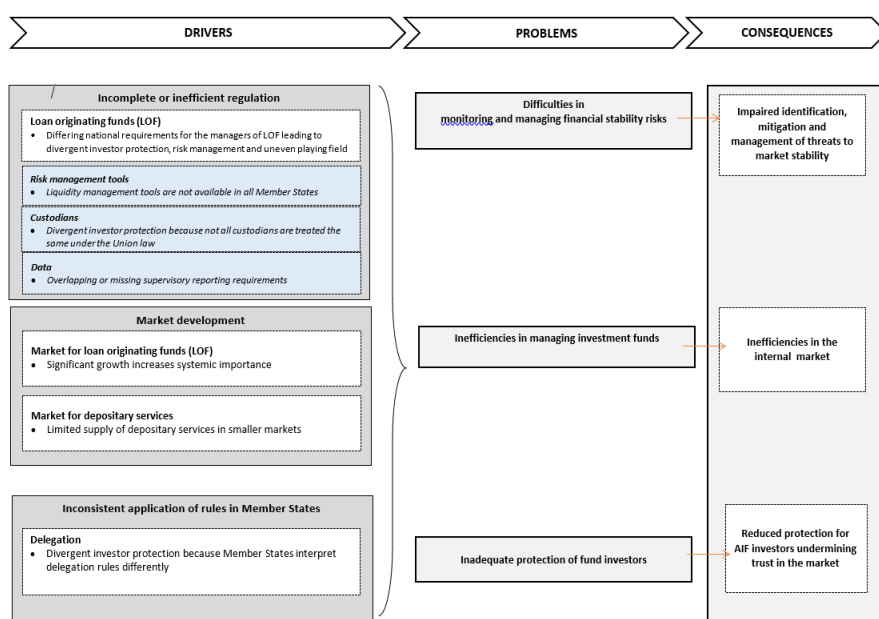 DRIVERS
PROBLEMS
CONSEQUENCES
Incomplete or inefficient regulation
Loan originating funds (LOF)
• Differing national requirements for the managers of LOF leading to
divergent investor protection, risk management and uneven playing field
Risk management tools
• Liquidity management tools are not available in all Member States
Custodians
• Divergent investor protection because not all custodians are treated the
same under the Union law
Data
• Overlapping or missing supervisory reporting requirements
Market development
Market for loan originating funds (LOF)
• Significant growth increases systemic importance
Market for depositary services
• Limited supply of depositary services in smaller markets
Inconsistent application of rules in Member States
Delegation
• Divergent investor protection because Member States interpret
delegation rules differently
Difficulties in
monitoring and managing financial stability risks
Inefficiencies in managing investment funds
Inadequate protection of fund investors
Impaired identification,
mitigation and
management of threats to
market stability
Inefficiencies in the
internal market
Reduced protection for
AIF investors undermining
trust in the market